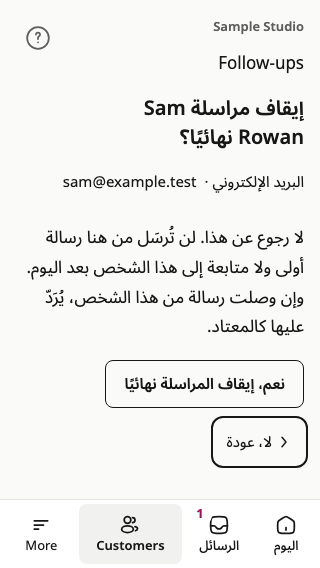 Sample Studio
Follow-ups
إيقاف مراسلة Sam
Rowan نهائيًا؟
البريد الإلكتروني · sam@example.test
لا رجوع عن هذا. لن تُرسَل من هنا رسالة
أولى ولا متابعة إلى هذا الشخص بعد اليوم.
وإن وصلت رسالة من هذا الشخص، يُرَدّ
عليها كالمعتاد.
نعم، إيقاف المراسلة نهائيًا
لا، عودة
اليوم
1
الرسائل
Customers
More